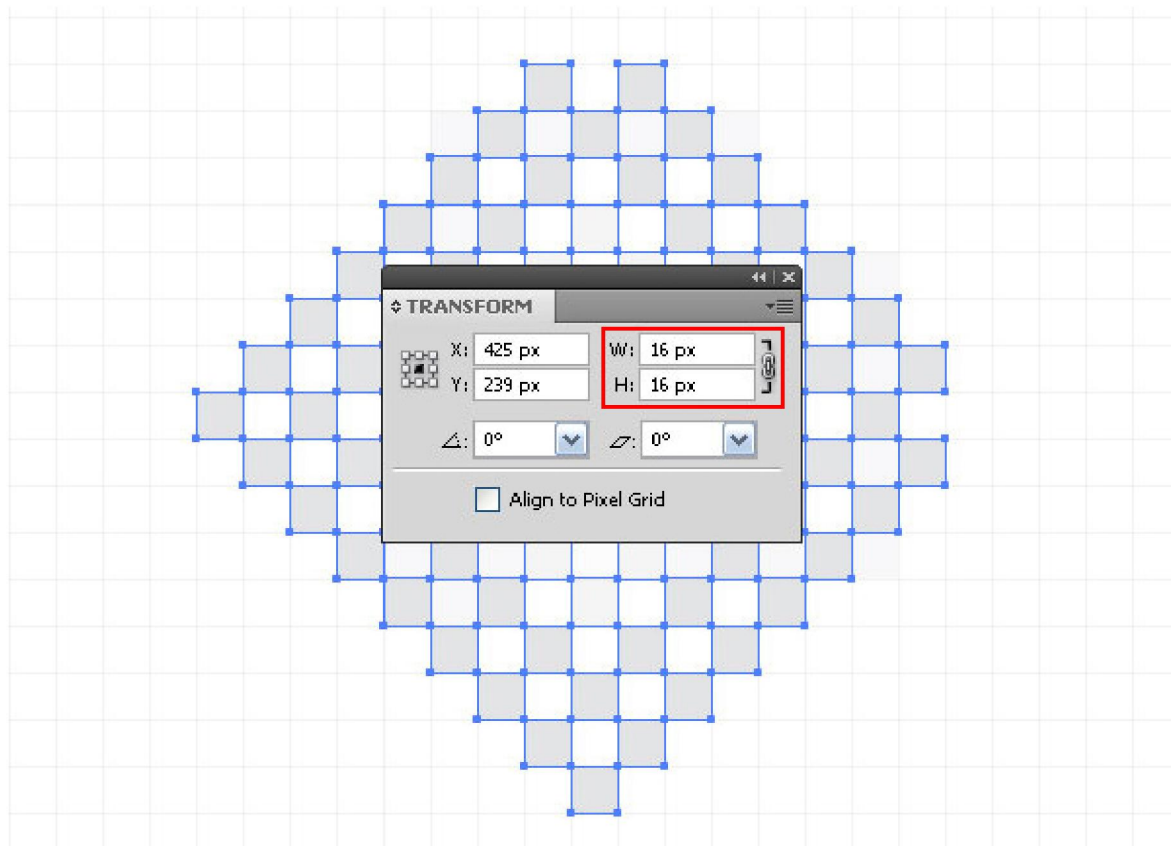 TRANSFORM
X: 425 px W: 16 px
Y: 239 px H: 16 px
0° 0°
Align to Pixel Grid